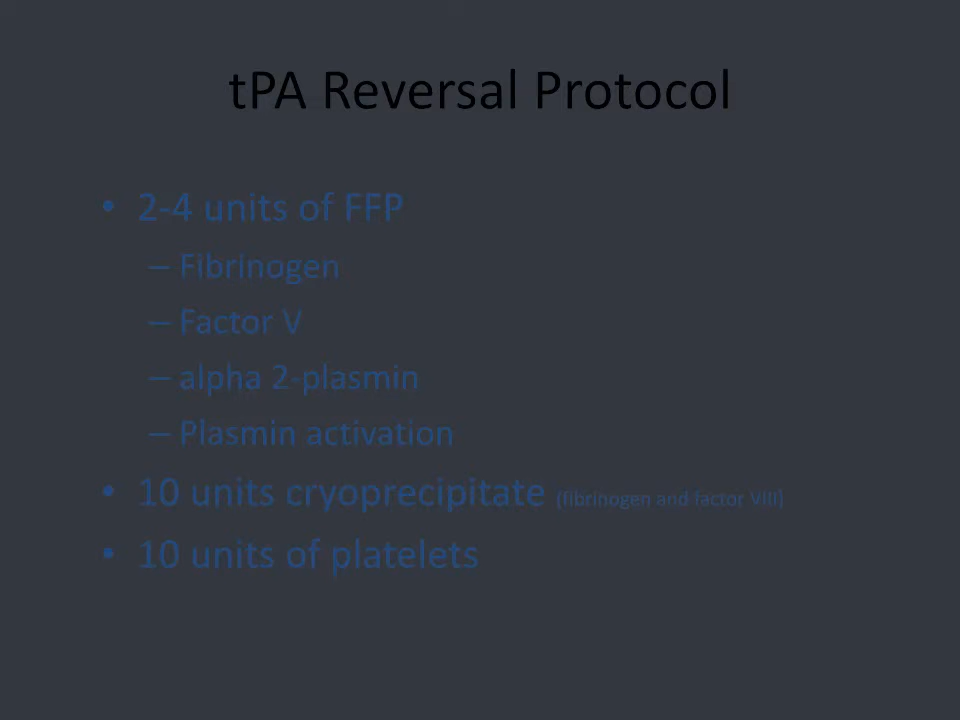 tPA Reversal Protocol
• 2-4 units of FFP
– Fibrinogen
– Factor V
– alpha 2-plasmin
– Plasmin activation
• 10 units cryoprecipitate (fibrinogen and factor VIII)
• 10 units of platelets